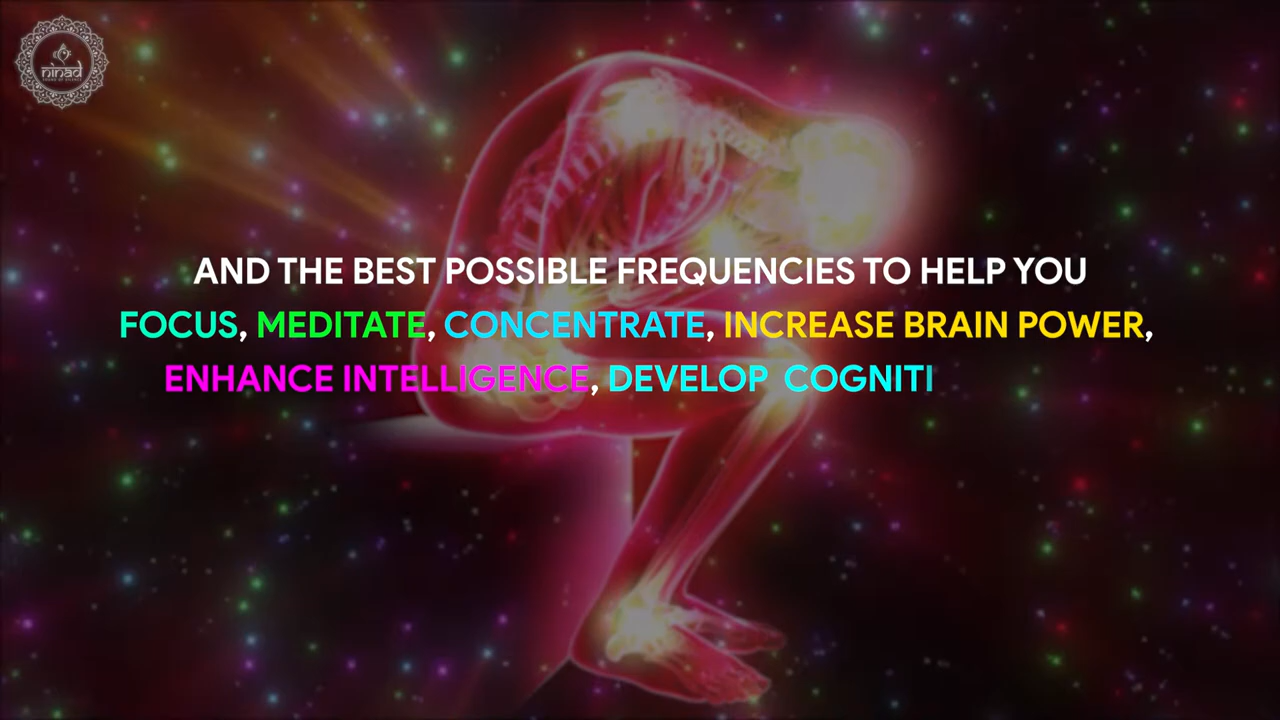 ninad
AND THE BEST POSSIBLE FREQUENCIES TO HELP YOU
FOCUS, MEDITATE, CONCENTRATE, INCREASE BRAIN POWER,
ENHANCE INTELLIGENCE, DEVELOP COGNITI